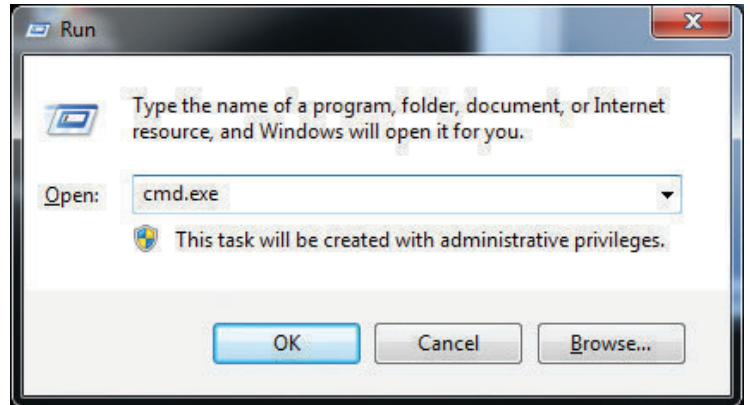 Run
Type the name of a program, folder, document, or Internet
resource, and Windows will open it for you.
Open: cmd.exe
This task will be created with administrative privileges.
OK Cancel Browse...